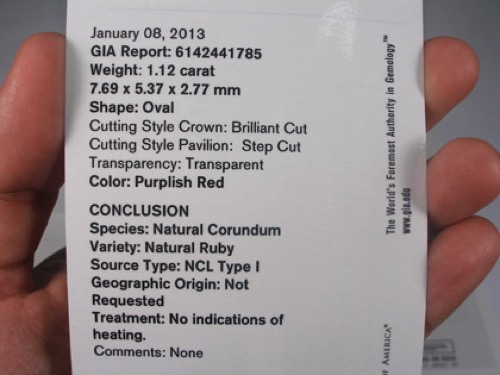 January 08, 2013
GIA Report: 6142441785
Weight: 1.12 carat
7.69 x 5.37 x 2.77 mm
Shape: Oval
Cutting Style Crown: Brilliant Cut
Cutting Style Pavilion: Step Cut
Transparency: Transparent
Color: Purplish Red
CONCLUSION
Species: Natural Corundum
Variety: Natural Ruby
Source Type: NCL Type I
Geographic Origin: Not
Requested
Treatment: No indications of
heating.
Comments: None
The World's Foremost Authority in Gemology™
www.gia.edu
AMERICA®